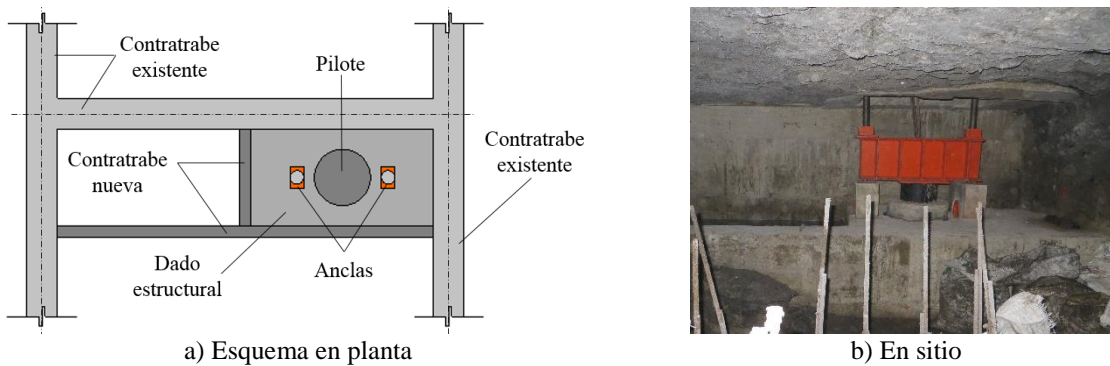 Contratrabe
existente
Pilote
Contratrabe
nueva
Contratrabe
existente
Dado
estructural
Anclas
a) Esquema en planta
b) En sitio